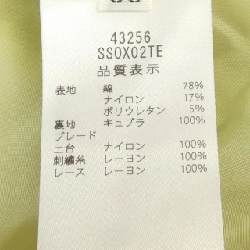 43256
SS0X02TE
品質表示
表地 綿 78%
ナイロン 17%
ポリウレタン 5%
裏地 キュプラ 100%
ブレード
二台 ナイロン 100%
刺繍糸 レーヨン 100%
レース レーヨン 100%